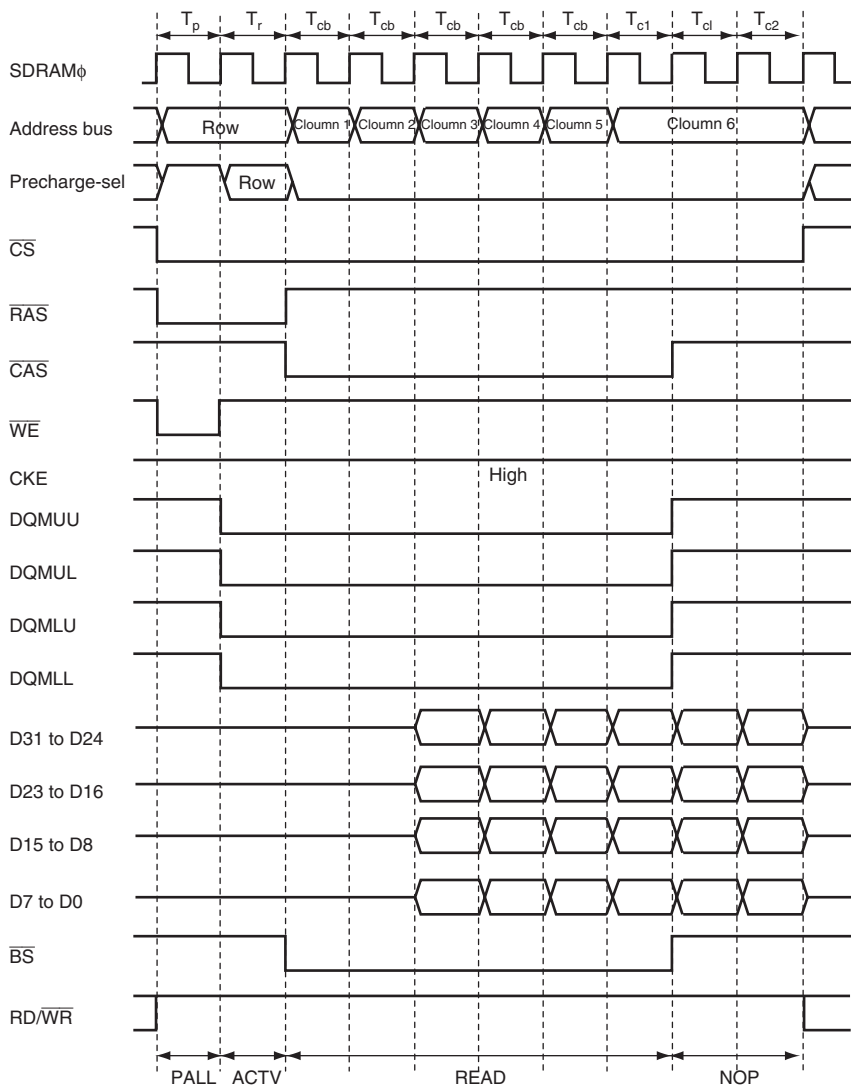 Tp Tr Tcb Tcb Tcb Tcb Tcb Tc1 Tcl Tc2
SDRAMϕ
Address bus Row Cloumn 1 Cloumn 2 Cloumn 3 Cloumn 4 Cloumn 5 Cloumn 6
Precharge-sel Row
CS
RAS
CAS
WE
CKE High
DQMUU
DQMUL
DQMLU
DQMLL
D31 to D24
D23 to D16
D15 to D8
D7 to D0
BS
RD/WR
PALL ACTV READ NOP